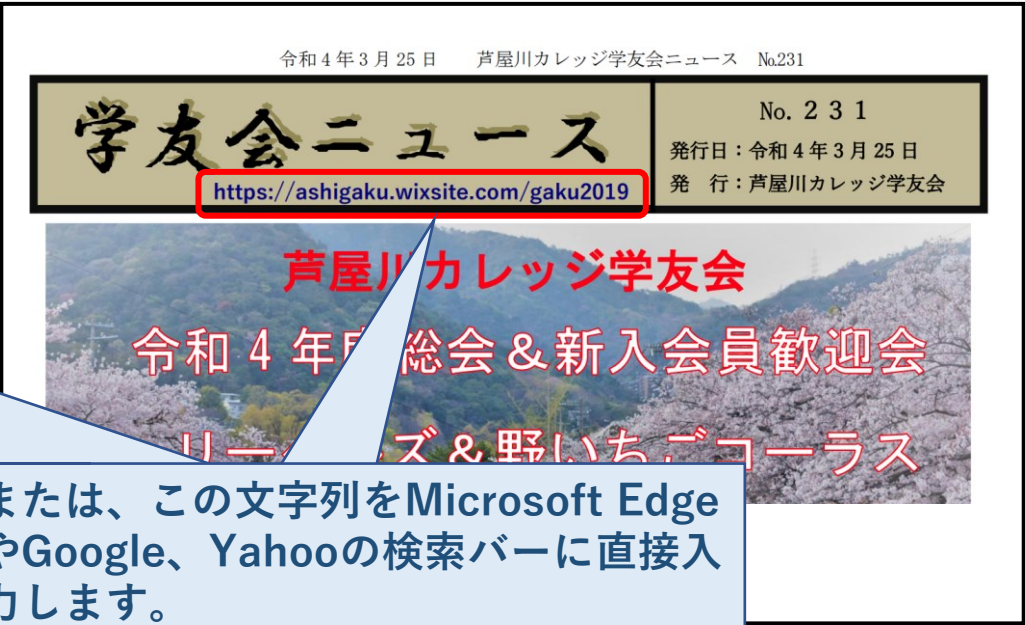 令和４年３月25日　　芦屋川カレッジ学友会ニュース　№231
学友会ニュース
https://ashigaku.wixsite.com/gaku2019
No. ２３１
発行日：令和４年３月25日
発　行：芦屋川カレッジ学友会
芦屋川カレッジ学友会
令和４年度総会＆新入会員歓迎会
ズ＆野いちごコーラス
または、この文字列をMicrosoft Edge
やGoogle、Yahooの検索バーに直接入
力します。